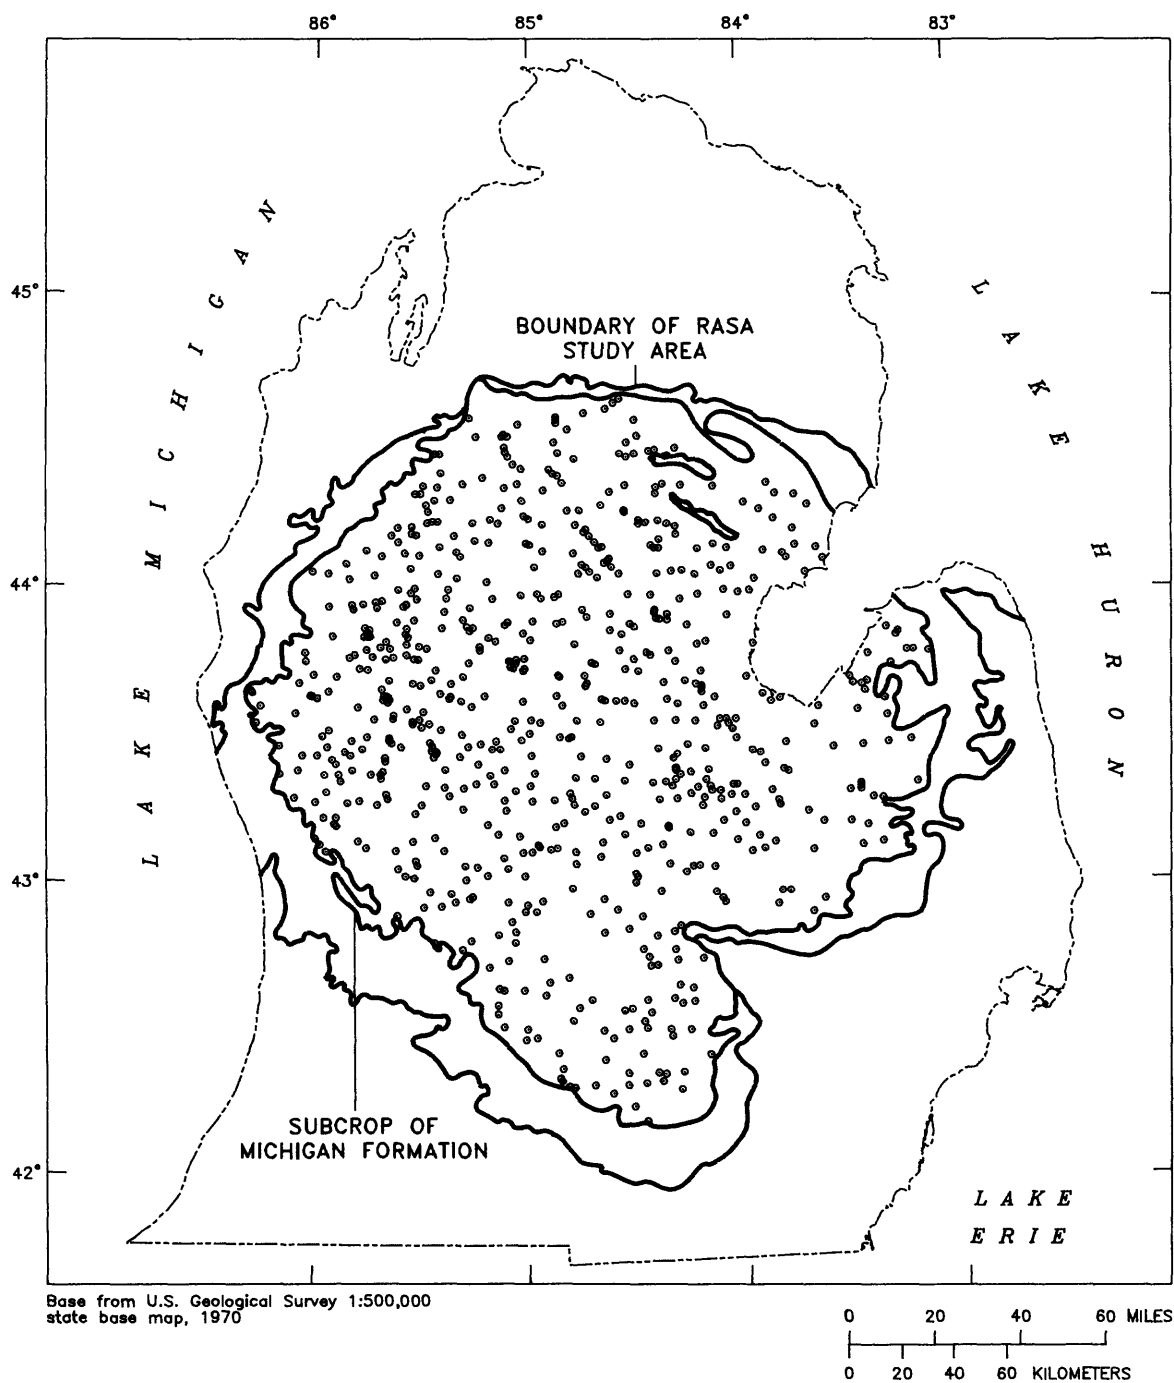 86° 85° 84° 83°
LAKE MICHIGAN
LAKE HURON
45°
BOUNDARY OF RASA
STUDY AREA
44°
43°
SUBCROP OF
MICHIGAN FORMATION
42°
LAKE
ERIE
Base from U.S. Geological Survey 1:500,000
state base map, 1970
0 20 40 60 MILES
0 20 40 60 KILOMETERS